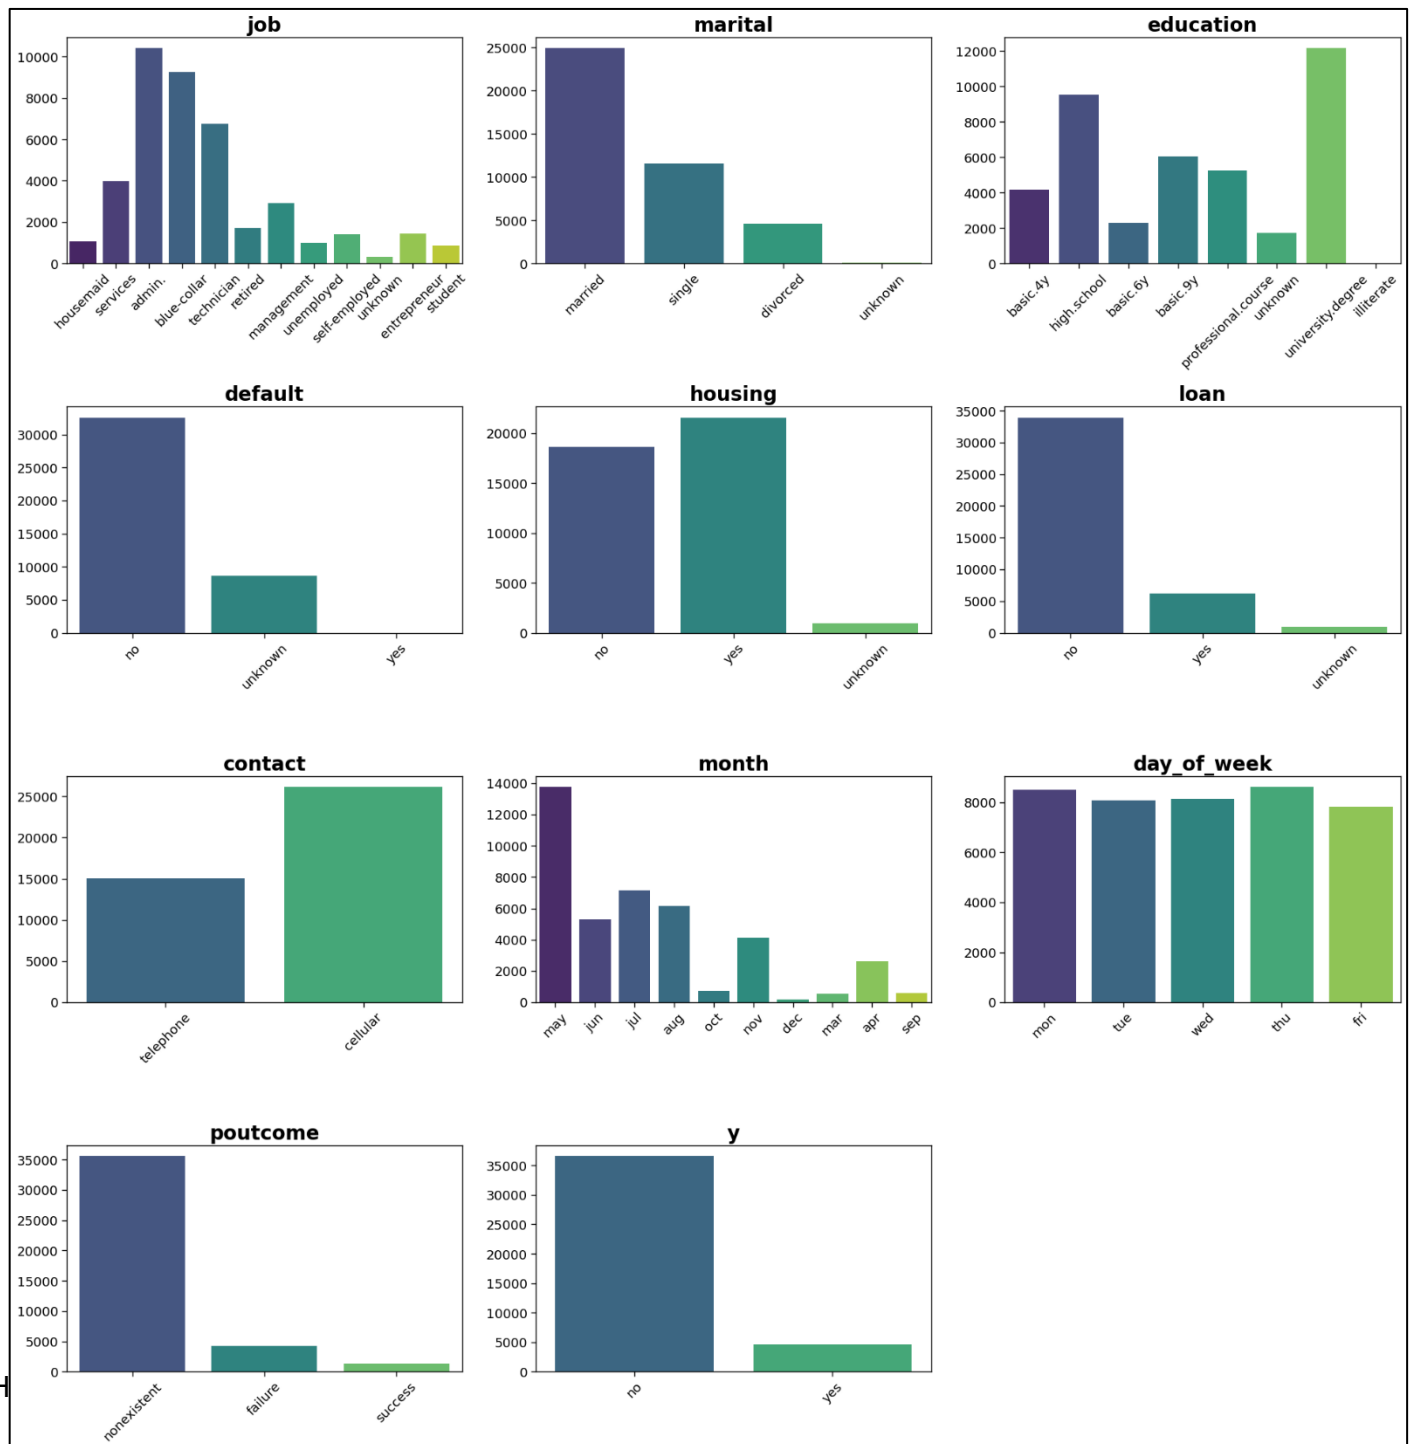 job
10000
8000
6000
4000
2000
0
housemaid
services
admin.
blue-collar
technician
retired
management
unemployed
self-employed
unknown
entrepreneur
student
marital
25000
20000
15000
10000
5000
0
married
single
divorced
unknown
education
12000
10000
8000
6000
4000
2000
0
basic.4y
high.school
basic.6y
basic.9y
professional.course
unknown
university.degree
illiterate
default
30000
25000
20000
15000
10000
5000
0
no
unknown
yes
housing
20000
15000
10000
5000
0
no
yes
unknown
loan
35000
30000
25000
20000
15000
10000
5000
0
no
yes
unknown
contact
25000
20000
15000
10000
5000
0
telephone
cellular
month
14000
12000
10000
8000
6000
4000
2000
0
may
jun
jul
aug
oct
nov
dec
mar
apr
sep
day_of_week
8000
6000
4000
2000
0
mon
tue
wed
thu
fri
poutcome
35000
30000
25000
20000
15000
10000
5000
0
nonexistent
failure
success
y
35000
30000
25000
20000
15000
10000
5000
0
no
yes